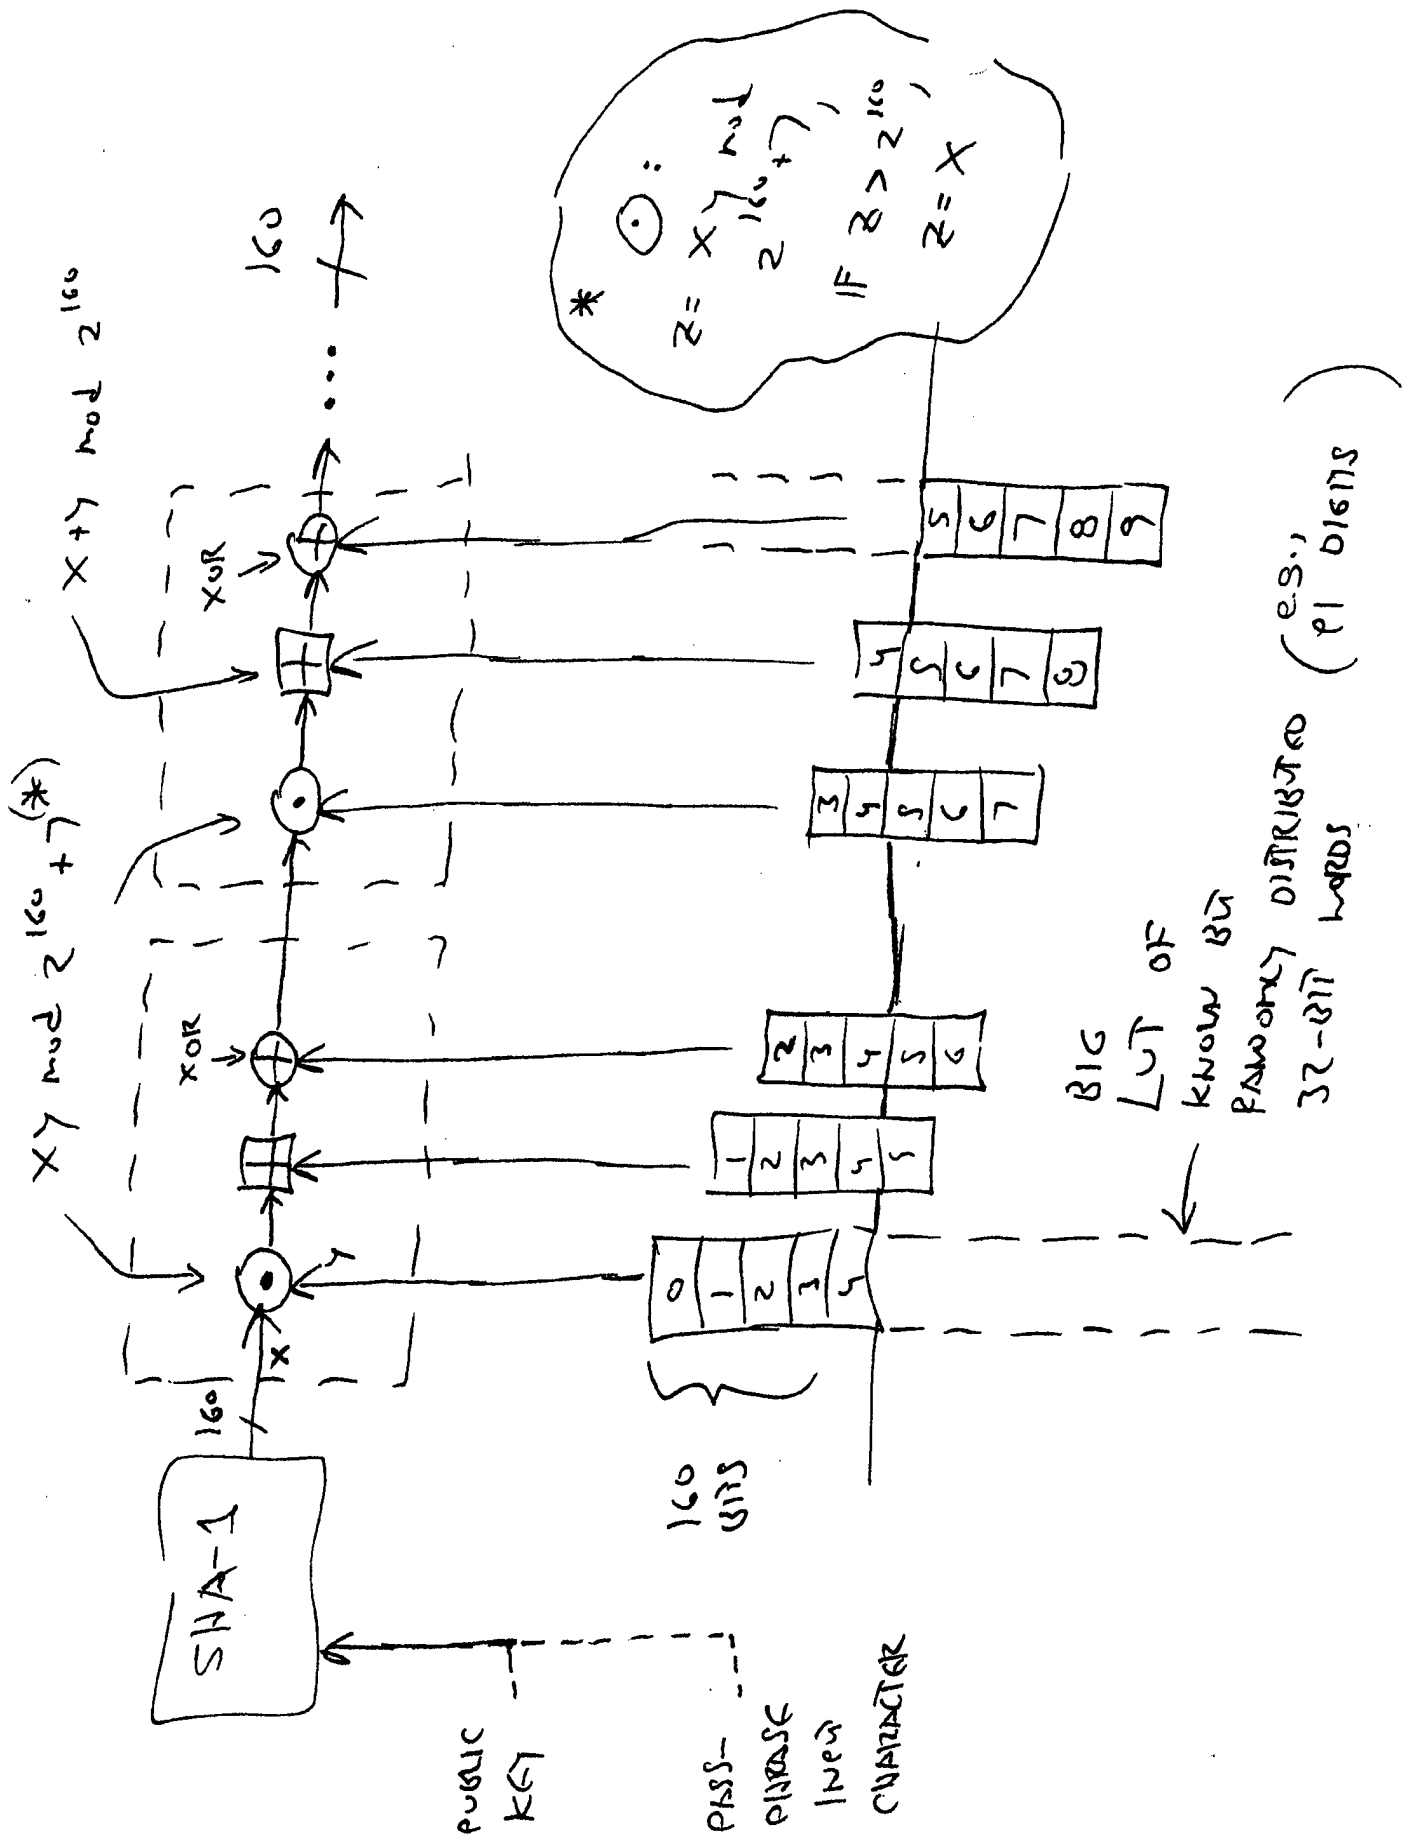 XY mod 2^160 + 7 (*)
X+Y mod 2^160
SHA-1
160
X
Y
XOR
XOR
160
PUBLIC
KEY
PASS-
PHRASE
INPUT
CHARACTER
160
BITS
0
1
2
3
4
1
2
3
4
5
2
3
4
5
6
3
4
5
6
7
4
5
6
7
8
5
6
7
8
9
BIG
LUT OF
KNOWN BUT
RANDOMLY DISTRIBUTED
32-BIT WORDS
(e.g.,
PI DIGITS)
*
⊙:
Z = XY mod
2^160 + 7,
IF Z > 2^160,
Z = X